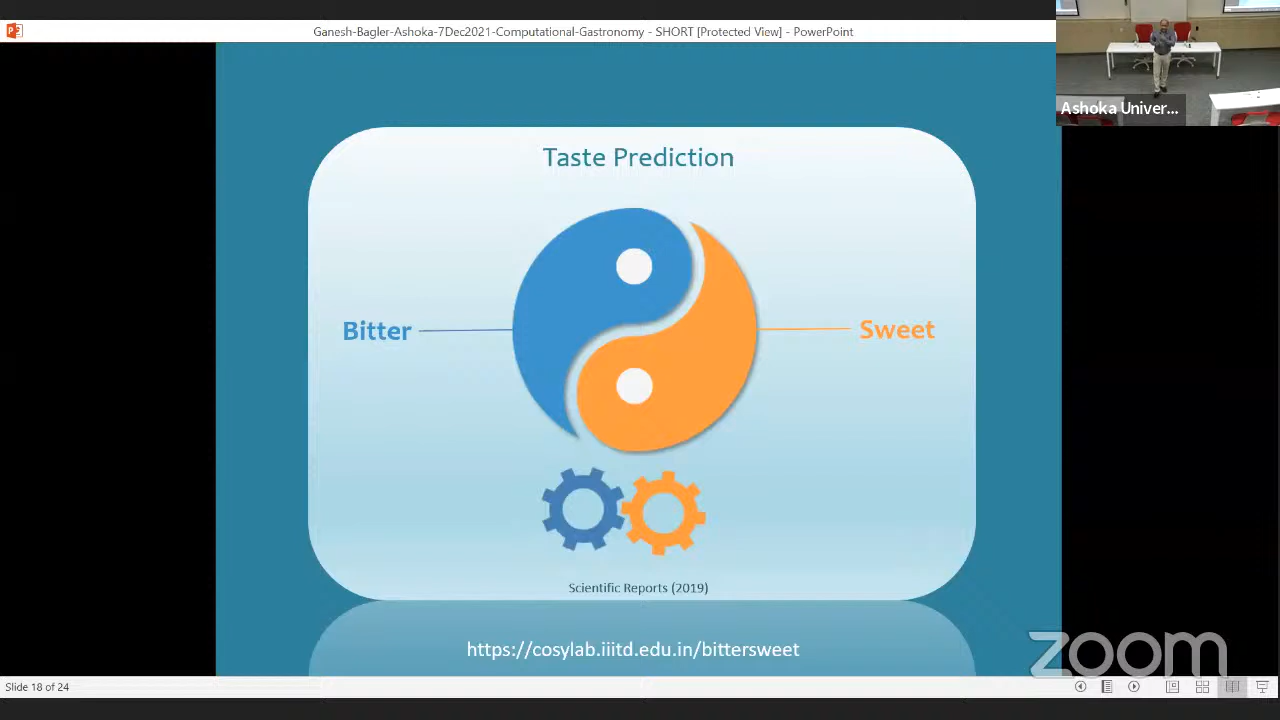 Ganesh-Bagler-Ashoka-7Dec2021-Computational-Gastronomy - SHORT [Protected View] - PowerPoint
Ashoka Univer...
Taste Prediction
Bitter
Sweet
Scientific Reports (2019)
https://cosylab.iiitd.edu.in/bittersweet
zoom
Slide 18 of 24